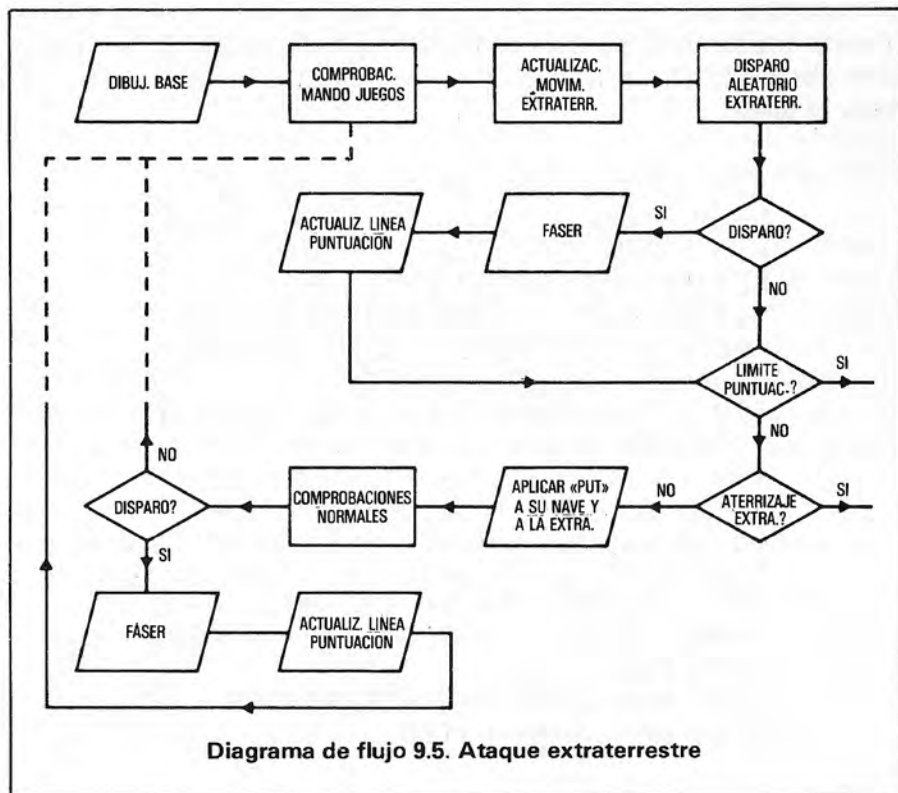 DIBUJ. BASE
COMPROBAC.
MANDO JUEGOS
ACTUALIZAC.
MOVIM.
EXTRATERR.
DISPARO
ALEATORIO
EXTRATERR.
ACTUALIZ. LINEA
PUNTUACIÓN
FASER
SI
DISPARO?
NO
LIMITE
PUNTUAC.?
SI
NO
NO
DISPARO?
SI
COMPROBACIONES
NORMALES
APLICAR «PUT»
A SU NAVE Y
A LA EXTRA.
NO
ATERRIZAJE
EXTRA.?
SI
FÁSER
ACTUALIZ. LINEA
PUNTUACIÓN
Diagrama de flujo 9.5. Ataque extraterrestre